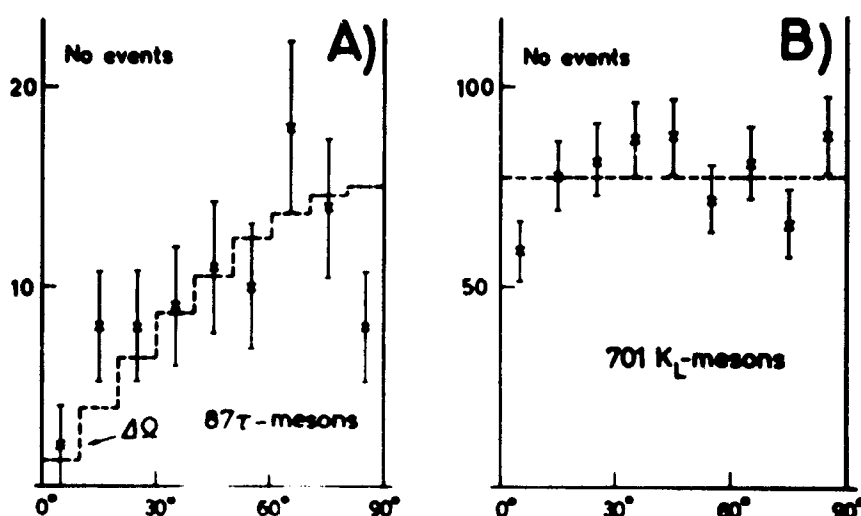 A)
No events
20
10
ΔΩ
87τ-mesons
0° 30° 60° 90°
B)
No events
100
50
701 K_L-mesons
0° 30° 60° 90°